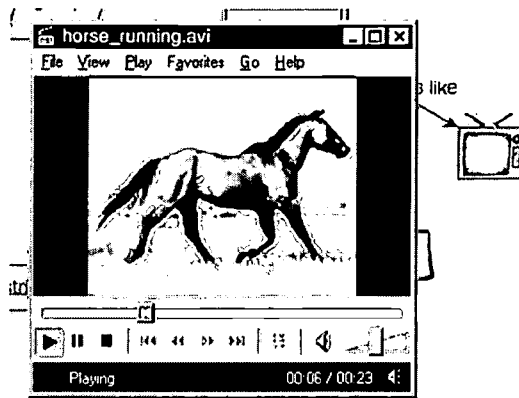 horse_running.avi
File View Play Favorites Go Help
like
Playing 00:06 / 00:23